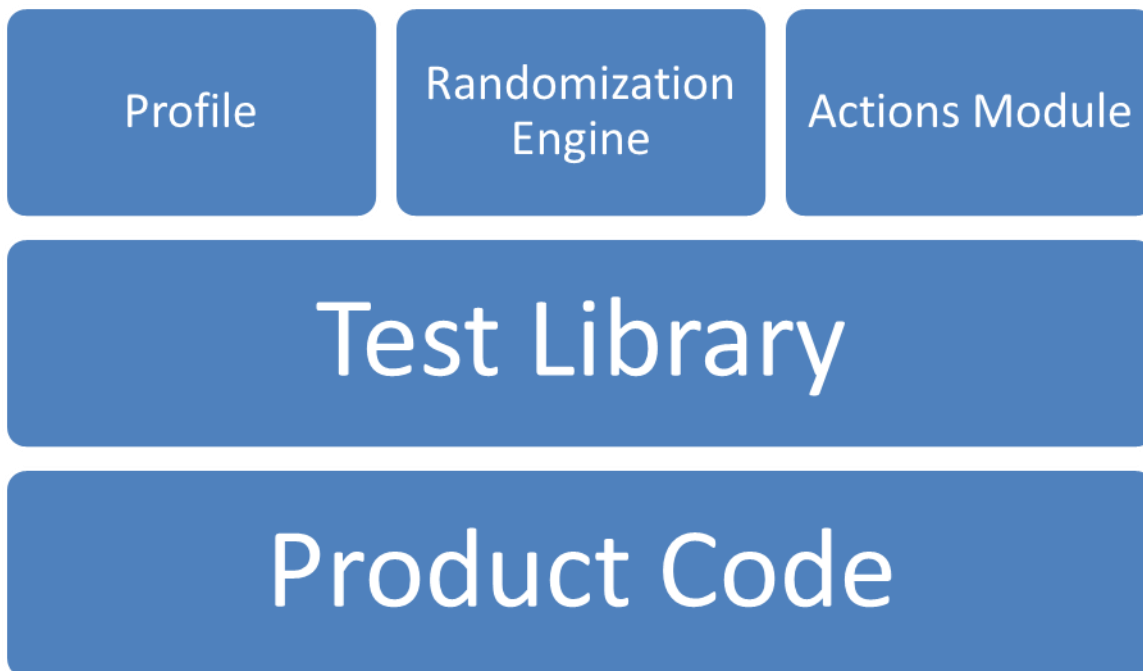 Profile
Randomization
Engine
Actions Module
Test Library
Product Code